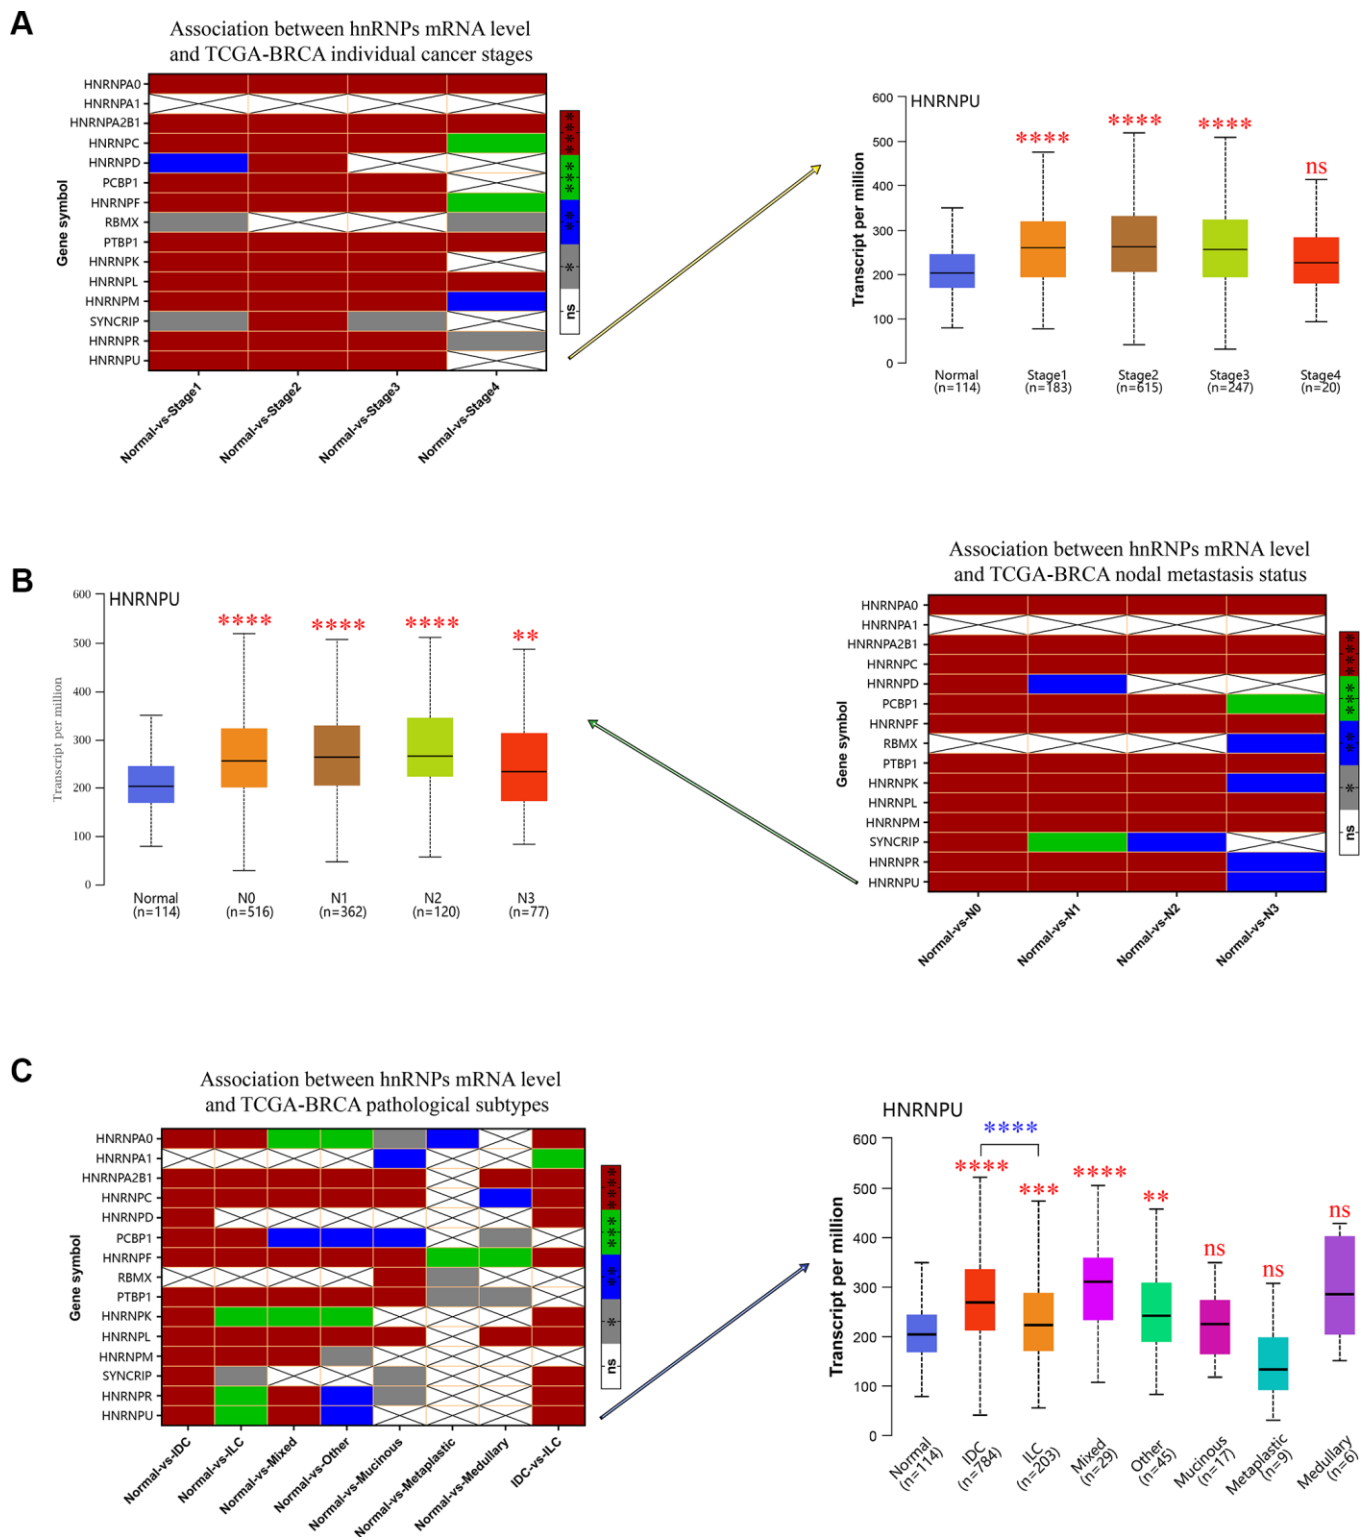 A
Association between hnRNPs mRNA level
and TCGA-BRCA individual cancer stages
Gene symbol
HNRNPA0
HNRNPA1
HNRNPA2B1
HNRNPC
HNRNPD
PCBP1
HNRNPF
RBMX
PTBP1
HNRNPK
HNRNPL
HNRNPM
SYNCRIP
HNRNPR
HNRNPU
Normal-vs-Stage1
Normal-vs-Stage2
Normal-vs-Stage3
Normal-vs-Stage4
****
***
**
*
ns
HNRNPU
Transcript per million
600
500
400
300
200
100
0
****
****
****
ns
Normal
(n=114)
Stage1
(n=183)
Stage2
(n=615)
Stage3
(n=247)
Stage4
(n=20)
B
HNRNPU
Transcript per million
600
500
400
300
200
100
0
****
****
****
**
Normal
(n=114)
N0
(n=516)
N1
(n=362)
N2
(n=120)
N3
(n=77)
Association between hnRNPs mRNA level
and TCGA-BRCA nodal metastasis status
Gene symbol
HNRNPA0
HNRNPA1
HNRNPA2B1
HNRNPC
HNRNPD
PCBP1
HNRNPF
RBMX
PTBP1
HNRNPK
HNRNPL
HNRNPM
SYNCRIP
HNRNPR
HNRNPU
Normal-vs-N0
Normal-vs-N1
Normal-vs-N2
Normal-vs-N3
****
***
**
*
ns
C
Association between hnRNPs mRNA level
and TCGA-BRCA pathological subtypes
Gene symbol
HNRNPA0
HNRNPA1
HNRNPA2B1
HNRNPC
HNRNPD
PCBP1
HNRNPF
RBMX
PTBP1
HNRNPK
HNRNPL
HNRNPM
SYNCRIP
HNRNPR
HNRNPU
Normal-vs-IDC
Normal-vs-ILC
Normal-vs-Mixed
Normal-vs-Other
Normal-vs-Mucinous
Normal-vs-Metaplastic
Normal-vs-Medullary
IDC-vs-ILC
****
***
**
*
ns
HNRNPU
Transcript per million
600
500
400
300
200
100
0
****
****
***
****
**
ns
ns
ns
Normal
(n=114)
IDC
(n=784)
ILC
(n=203)
Mixed
(n=29)
Other
(n=45)
Mucinous
(n=17)
Metaplastic
(n=9)
Medullary
(n=6)